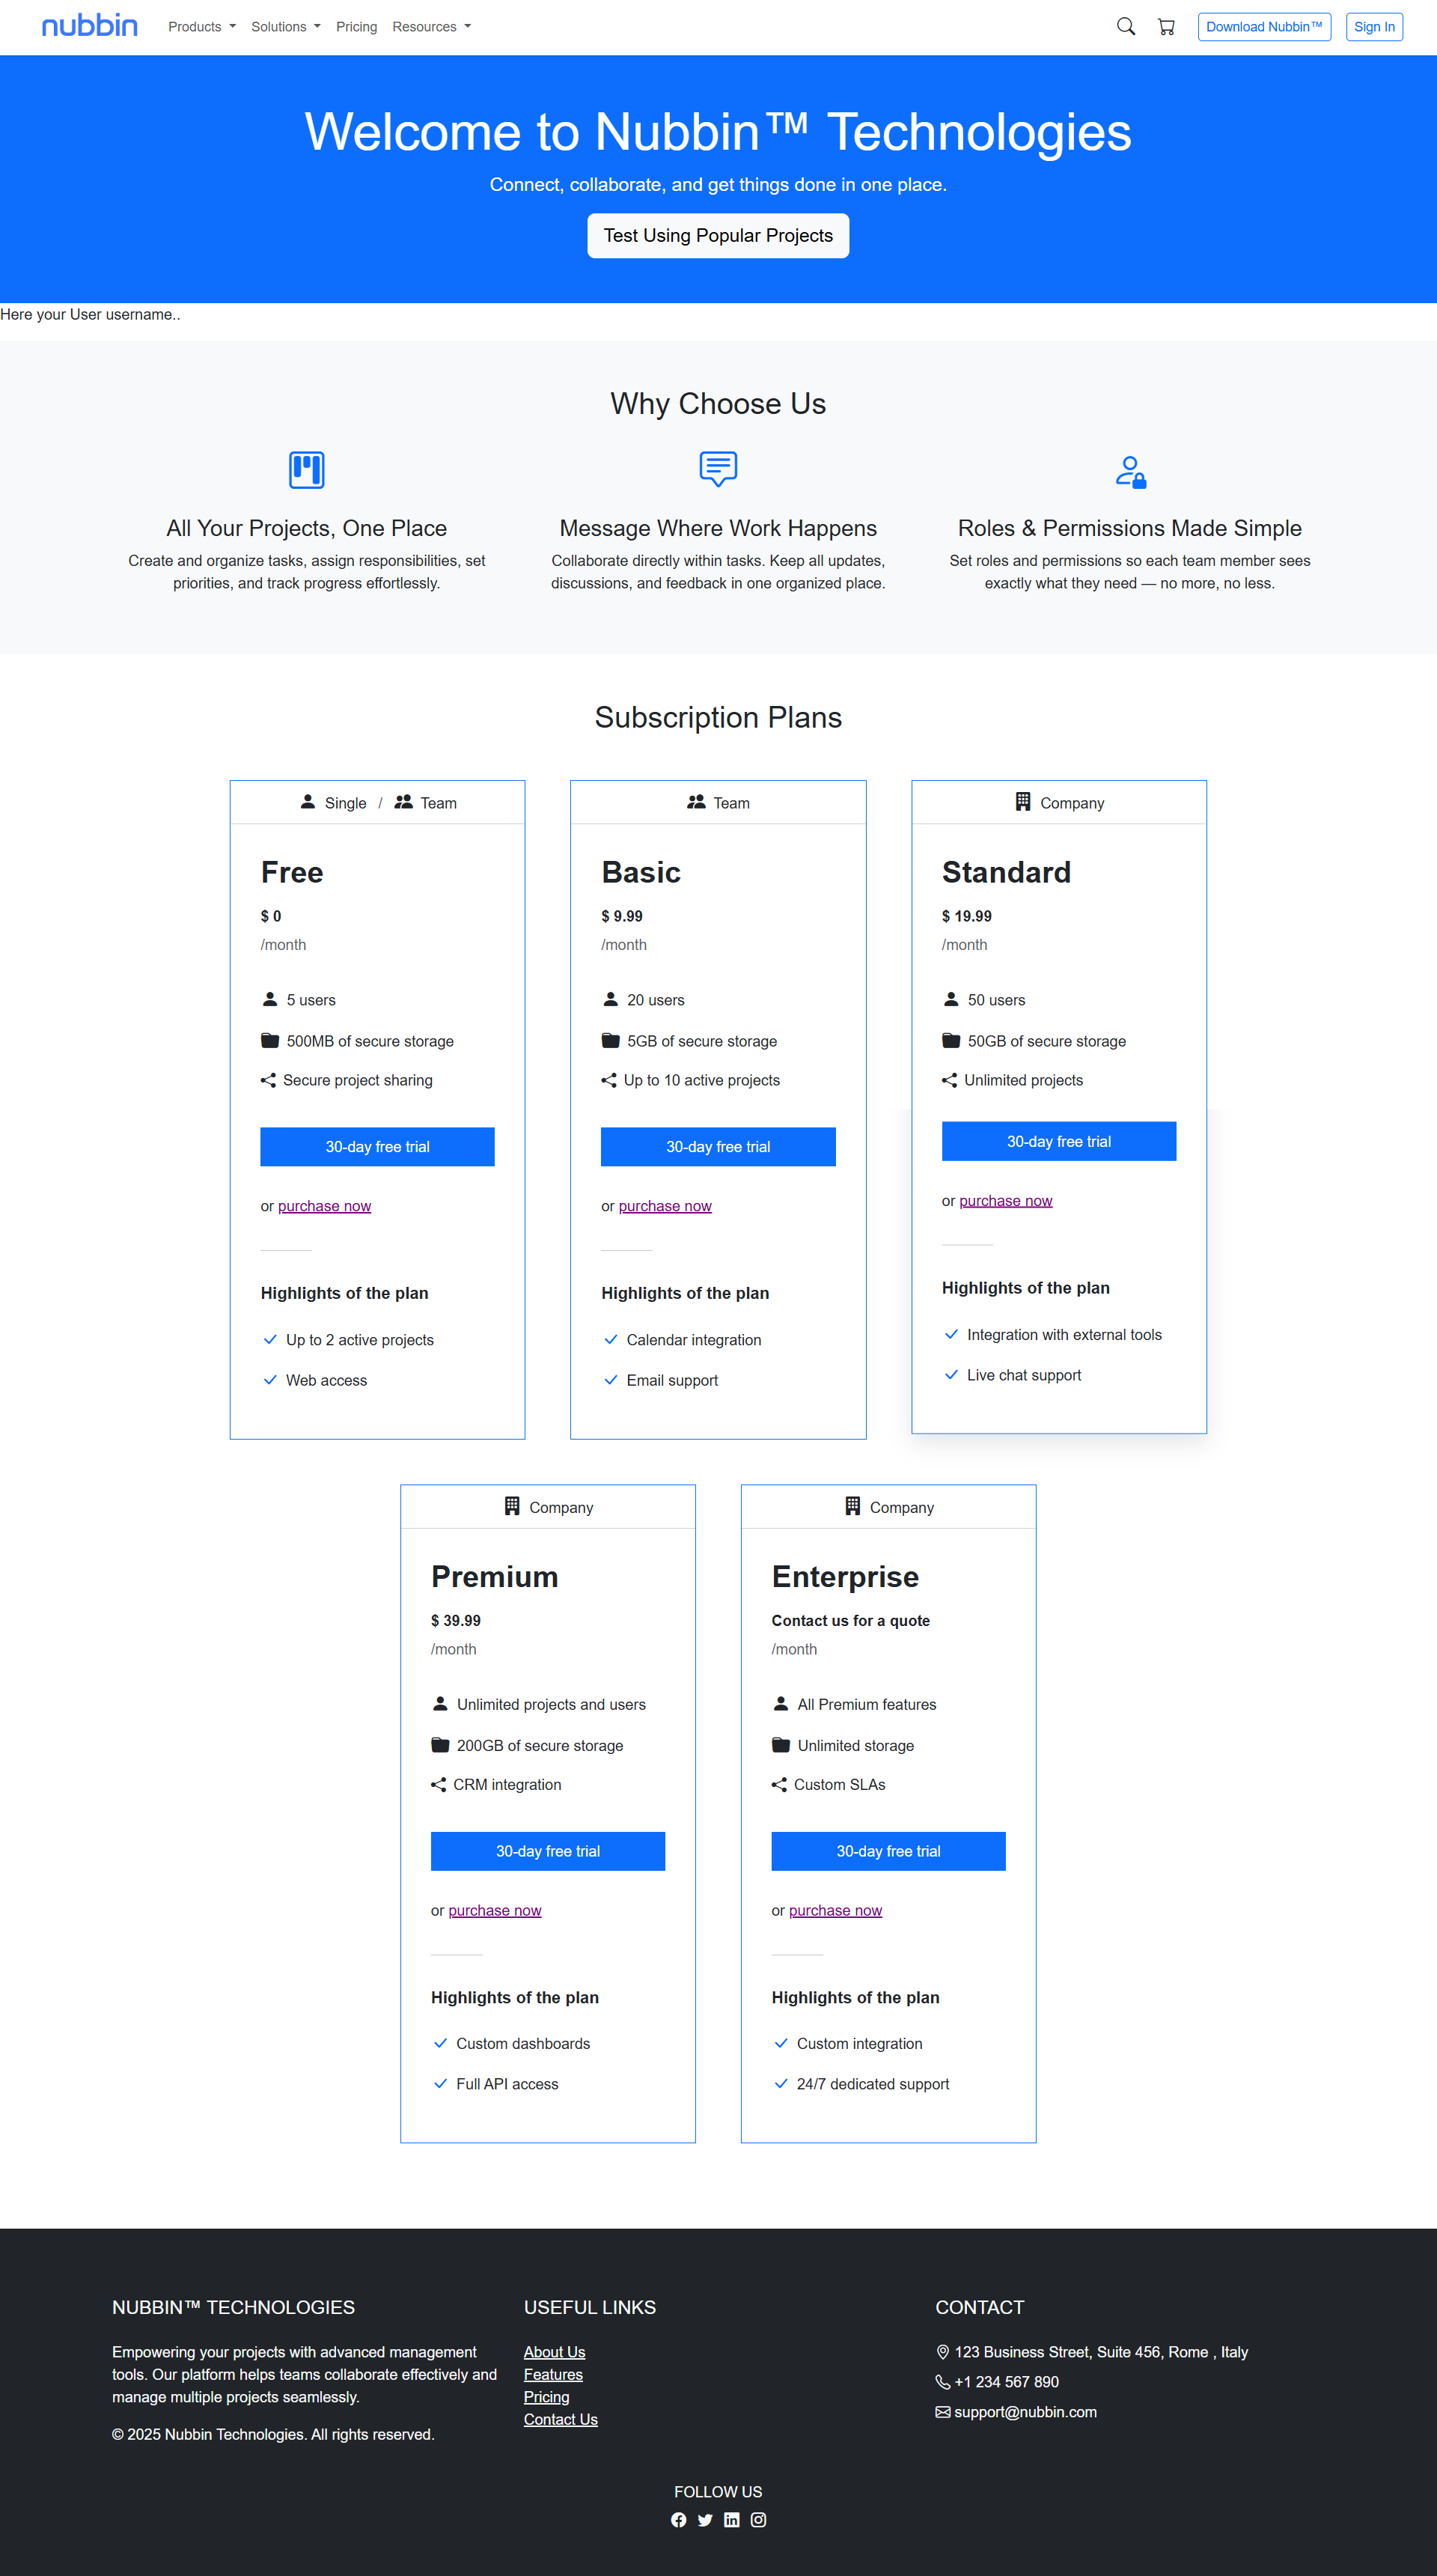 nubbin
Products
Solutions
Pricing
Resources
Download Nubbin™
Sign In
Welcome to Nubbin™ Technologies
Connect, collaborate, and get things done in one place.
Test Using Popular Projects
Here your User username..
Why Choose Us
All Your Projects, One Place
Create and organize tasks, assign responsibilities, set
priorities, and track progress effortlessly.
Message Where Work Happens
Collaborate directly within tasks. Keep all updates,
discussions, and feedback in one organized place.
Roles & Permissions Made Simple
Set roles and permissions so each team member sees
exactly what they need — no more, no less.
Subscription Plans
Single / Team
Free
$ 0
/month
5 users
500MB of secure storage
Secure project sharing
30-day free trial
or purchase now
Highlights of the plan
Up to 2 active projects
Web access
Team
Basic
$ 9.99
/month
20 users
5GB of secure storage
Up to 10 active projects
30-day free trial
or purchase now
Highlights of the plan
Calendar integration
Email support
Company
Standard
$ 19.99
/month
50 users
50GB of secure storage
Unlimited projects
30-day free trial
or purchase now
Highlights of the plan
Integration with external tools
Live chat support
Company
Premium
$ 39.99
/month
Unlimited projects and users
200GB of secure storage
CRM integration
30-day free trial
or purchase now
Highlights of the plan
Custom dashboards
Full API access
Company
Enterprise
Contact us for a quote
/month
All Premium features
Unlimited storage
Custom SLAs
30-day free trial
or purchase now
Highlights of the plan
Custom integration
24/7 dedicated support
NUBBIN™ TECHNOLOGIES
Empowering your projects with advanced management
tools. Our platform helps teams collaborate effectively and
manage multiple projects seamlessly.
© 2025 Nubbin Technologies. All rights reserved.
USEFUL LINKS
About Us
Features
Pricing
Contact Us
CONTACT
123 Business Street, Suite 456, Rome , Italy
+1 234 567 890
support@nubbin.com
FOLLOW US